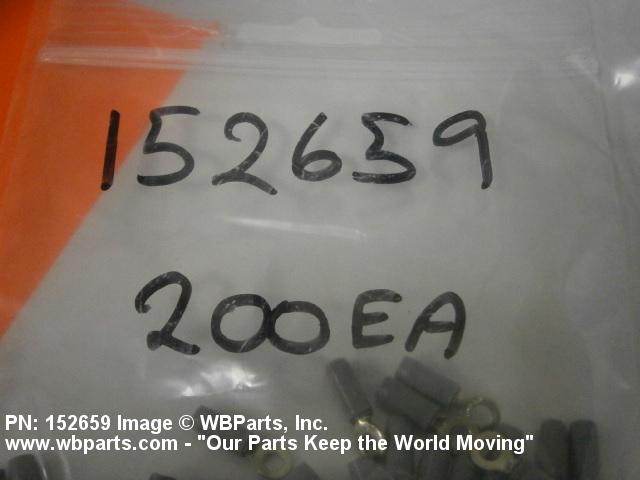 152659
200EA
PN: 152659 Image © WBParts, Inc.
www.wbparts.com - "Our Parts Keep the World Moving"